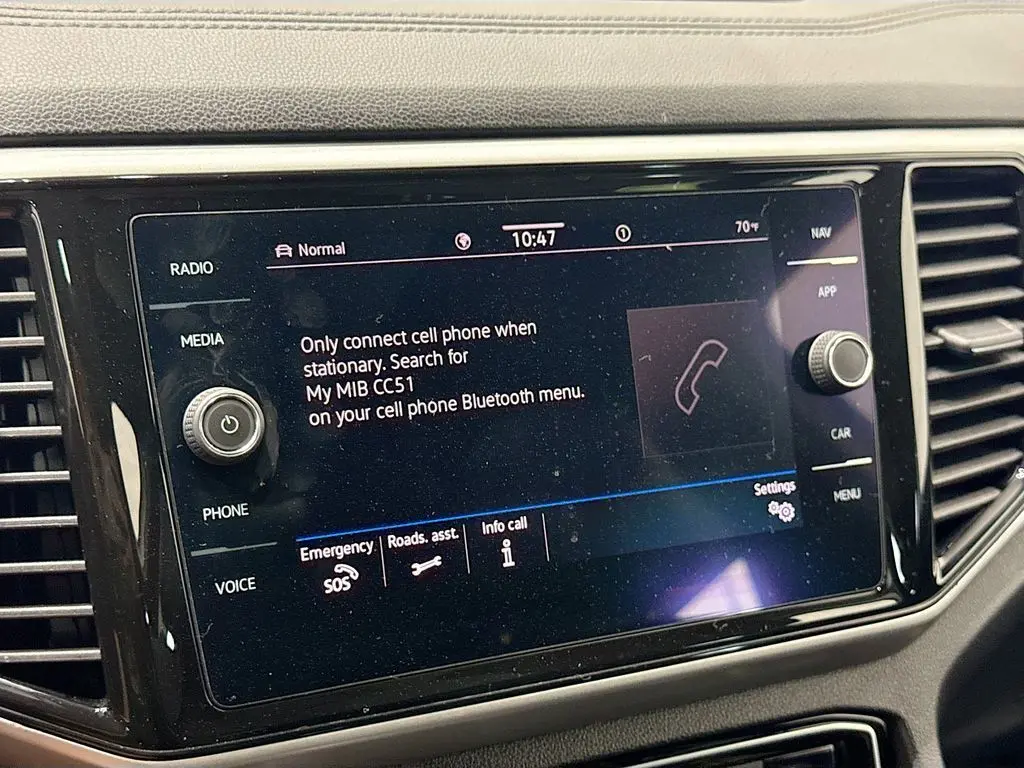 Normal
10:47
1
70°F
RADIO
MEDIA
PHONE
VOICE
Only connect cell phone when
stationary. Search for
My MIB CC51
on your cell phone Bluetooth menu.
Emergency
SOS
Roads. asst.
Info call
i
Settings
NAV
APP
CAR
MENU